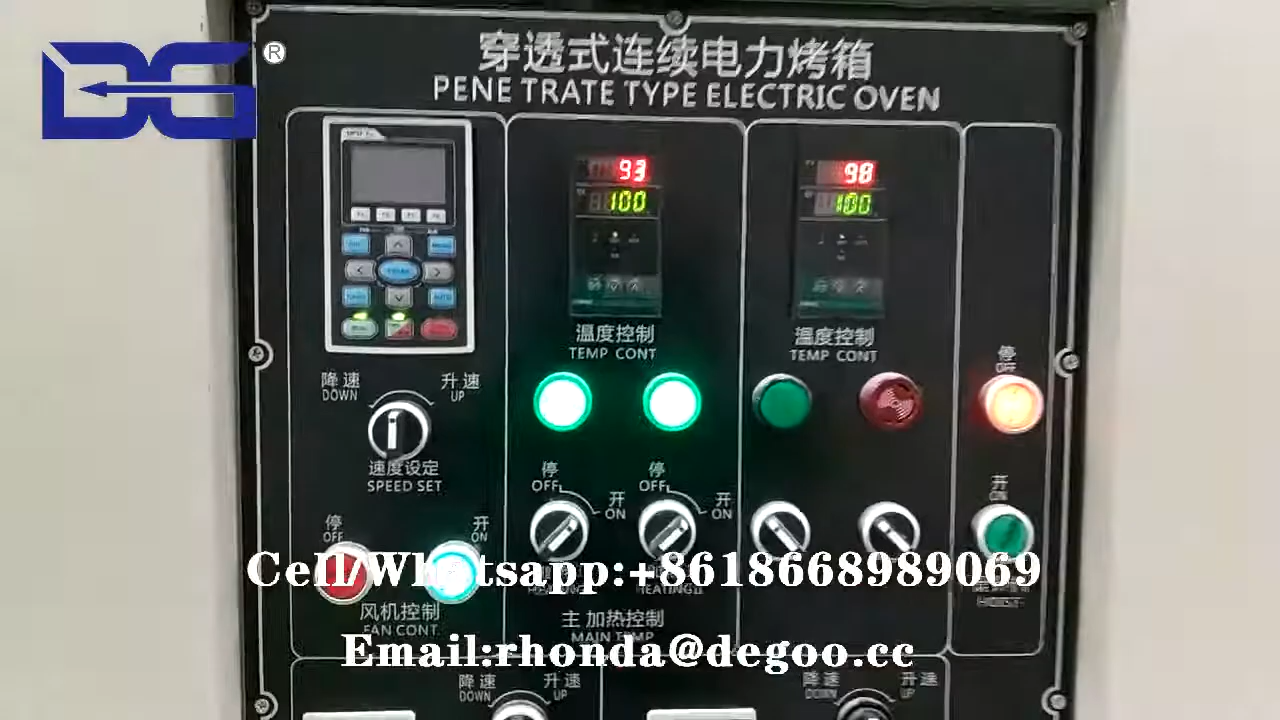 DG®
穿透式连续电力烤箱
PENE TRATE TYPE ELECTRIC OVEN
93
100
98
100
温度控制
TEMP CONT
温度控制
TEMP CONT
降速
DOWN
升速
UP
速度设定
SPEED SET
停
OFF
停
OFF
开
ON
停
OFF
开
ON
开
ON
停
OFF
开
ON
风机控制
FAN CONT.
HEATING II
主加热控制
MAIN TEMP
Cell/Whatsapp:+8618668989069
Email:rhonda@degoo.cc
降速
DOWN
升速
UP
降速
DOWN
升速
UP